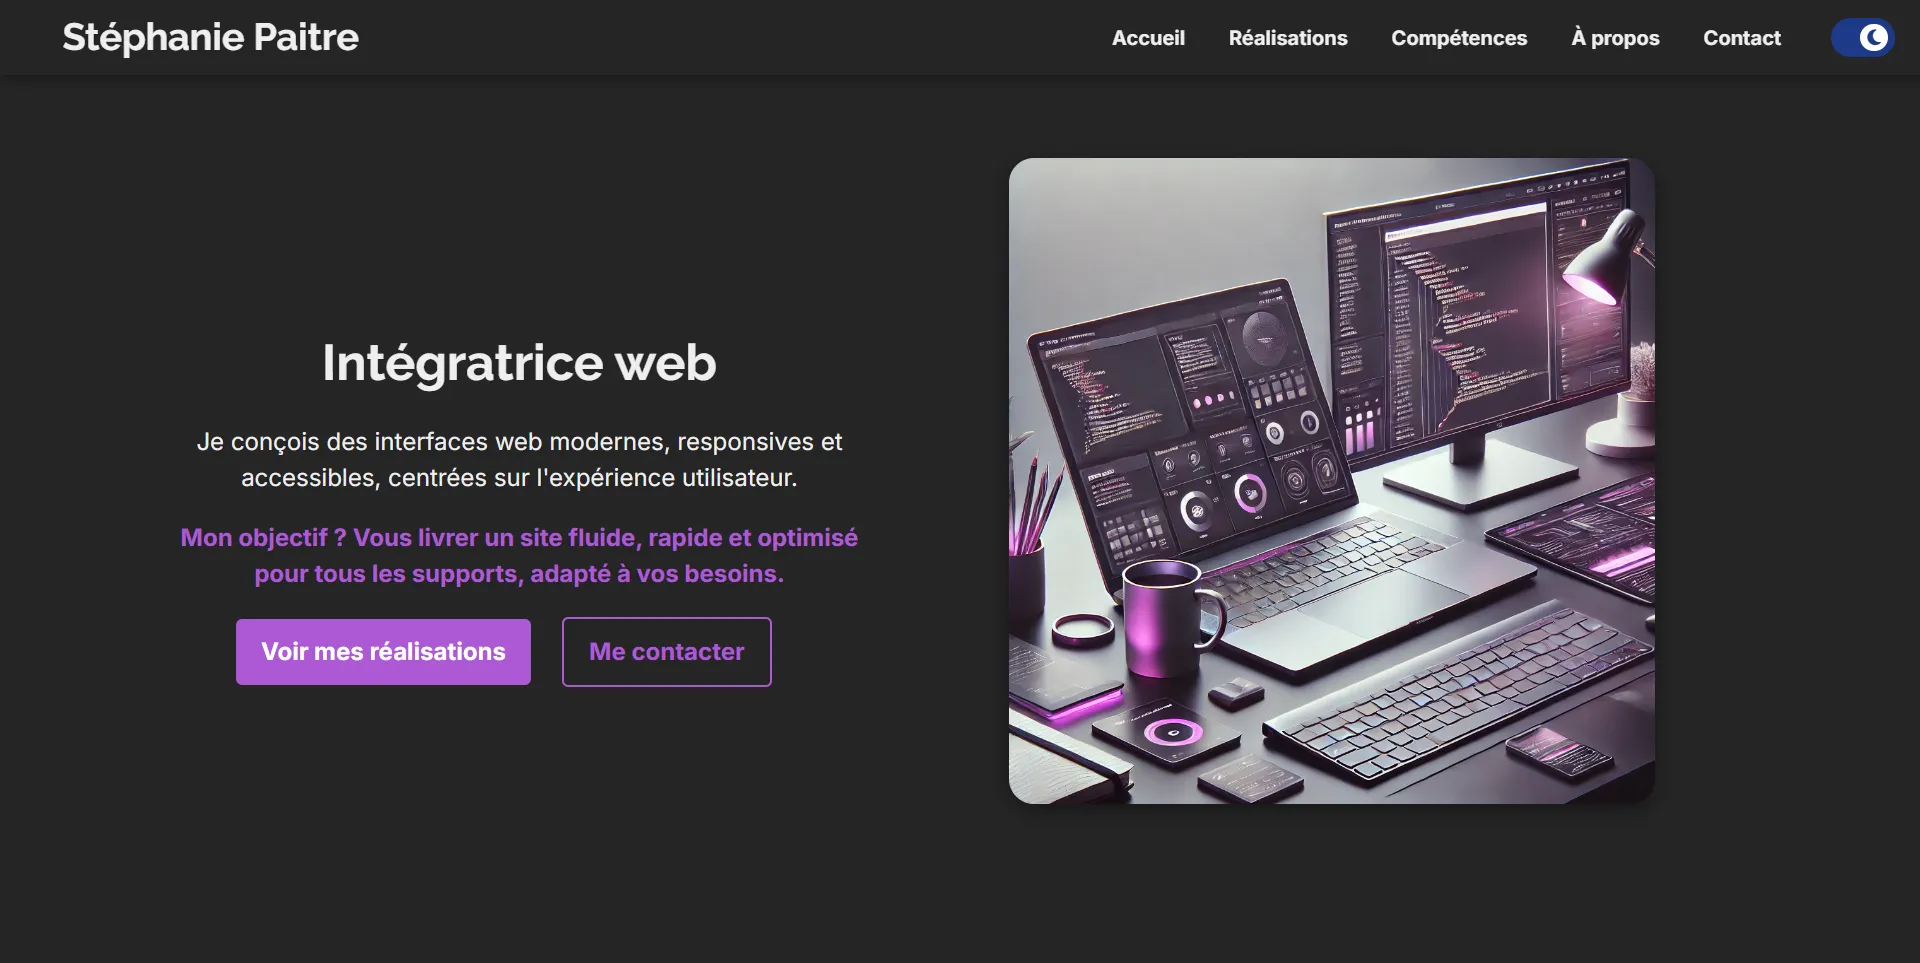 Stéphanie Paitre
Accueil
Réalisations
Compétences
À propos
Contact
Intégratrice web
Je conçois des interfaces web modernes, responsives et
accessibles, centrées sur l'expérience utilisateur.
Mon objectif ? Vous livrer un site fluide, rapide et optimisé
pour tous les supports, adapté à vos besoins.
Voir mes réalisations
Me contacter